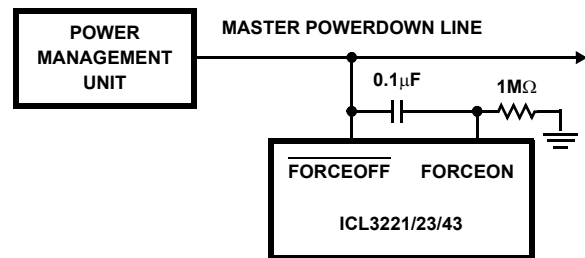 POWER
MANAGEMENT
UNIT
MASTER POWERDOWN LINE
0.1μF
1MΩ
FORCEOFF FORCEON
ICL3221/23/43